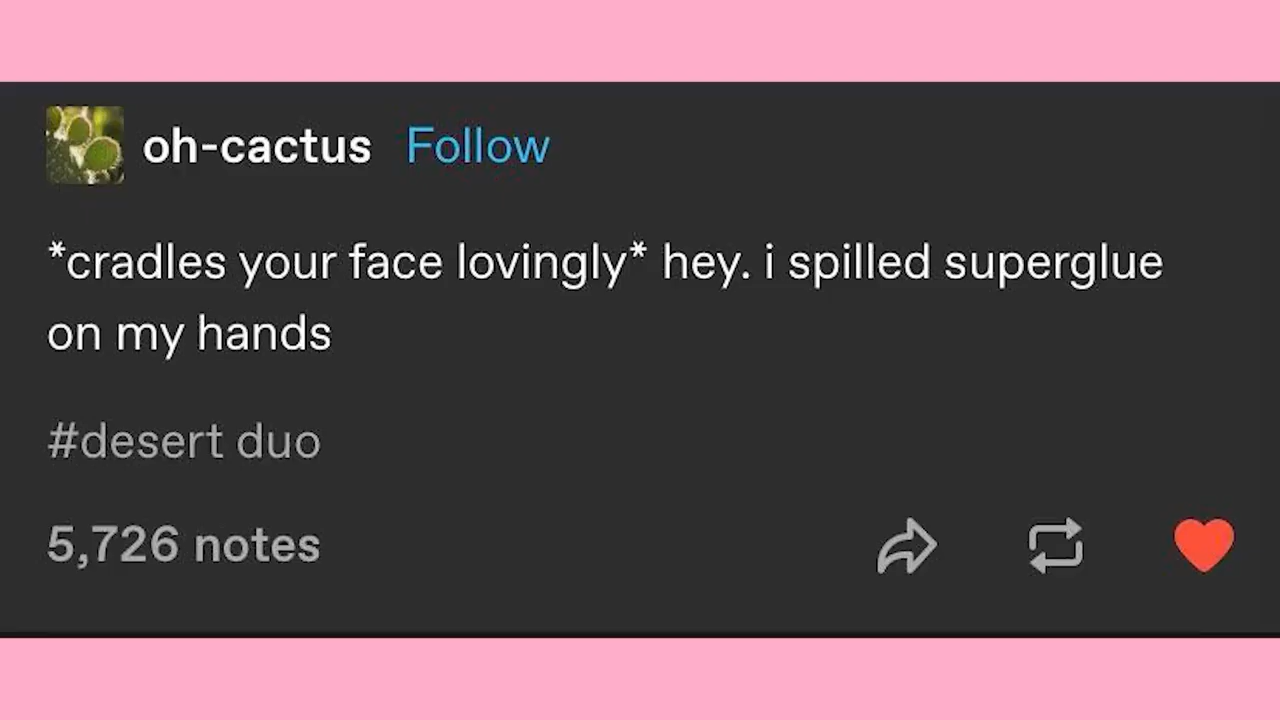 oh-cactus Follow
*cradles your face lovingly* hey. i spilled superglue
on my hands
#desert duo
5,726 notes